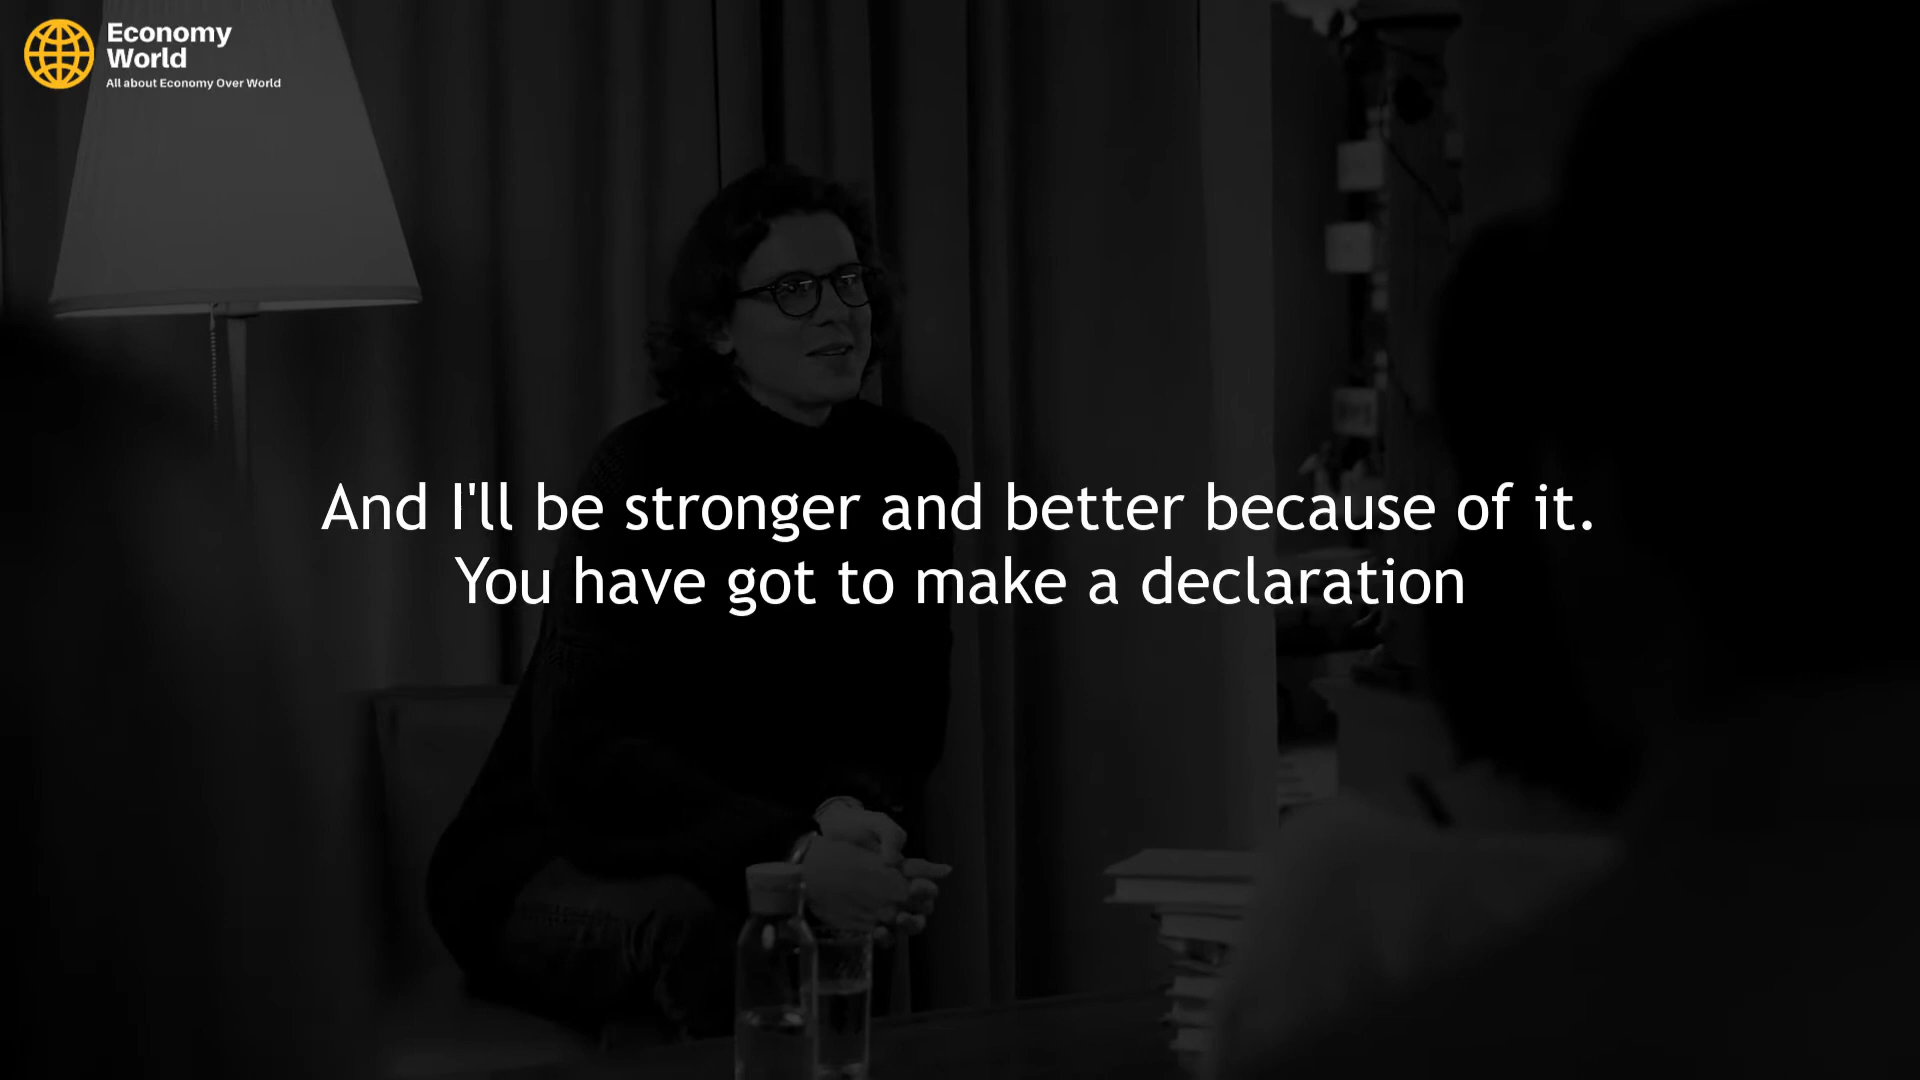 Economy
World
All about Economy Over World
And I'll be stronger and better because of it.
You have got to make a declaration